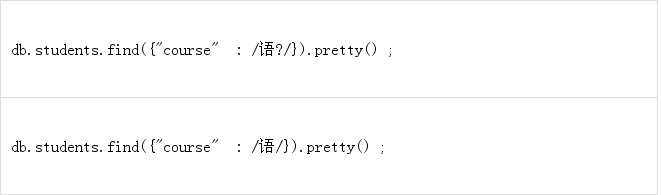 db.students.find({"course" : /语?/}).pretty() ;
db.students.find({"course" : /语/}).pretty() ;